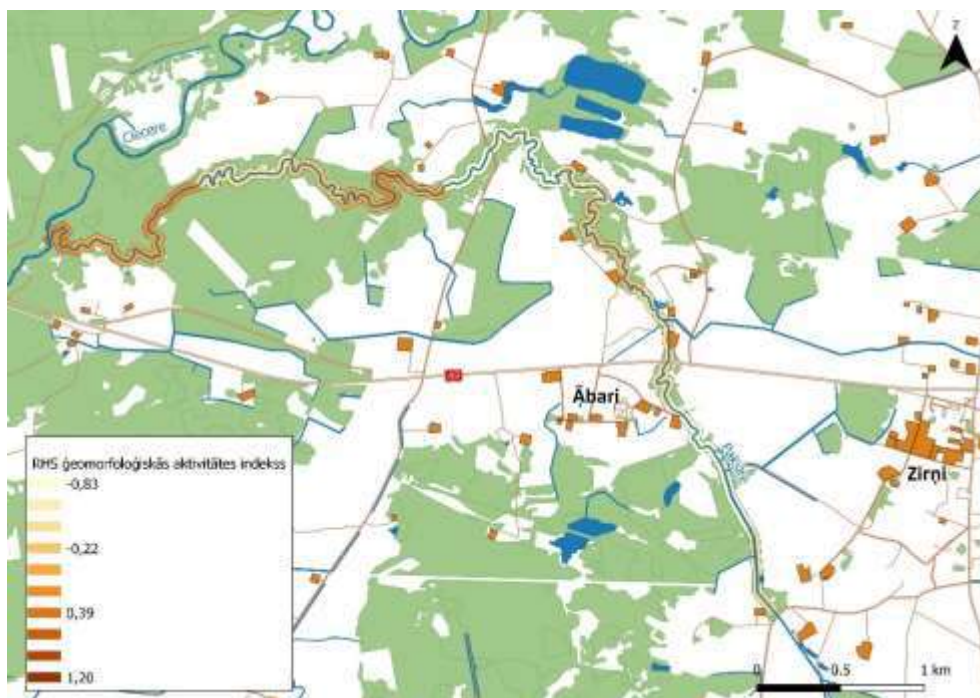 z
Ciecere
A9
Ābari
Zirņi
RHS ģeomorfoloģiskās aktivitātes indekss
-0,83
-0,22
0,39
1,20
0 0.5 1 km